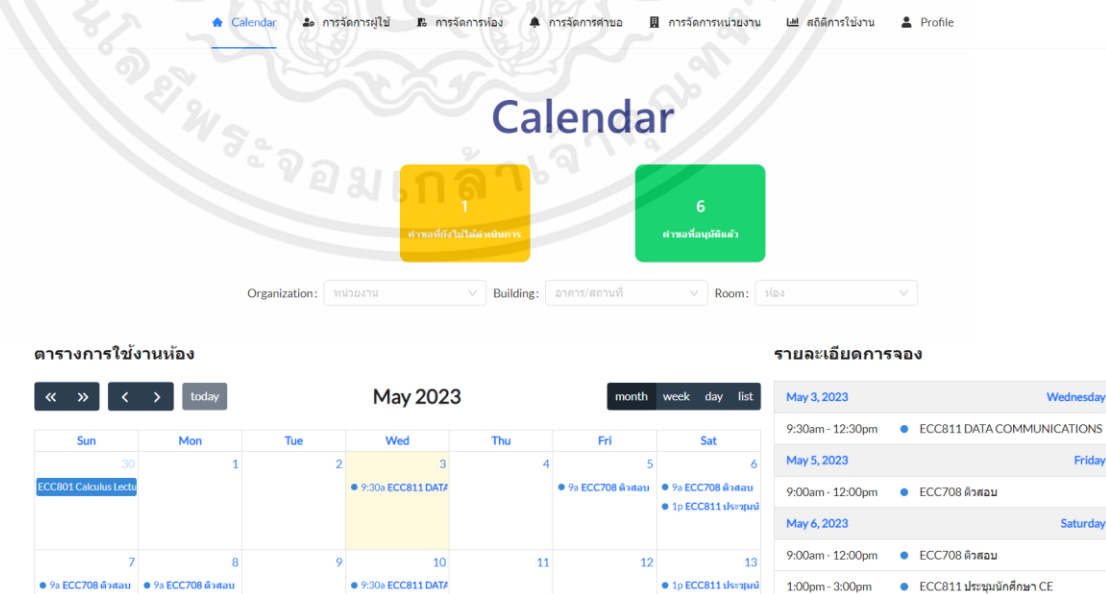 Calendar การจัดการผู้ใช้ การจัดการห้อง การจัดการคำขอ การจัดการหน่วยงาน สถิติการใช้งาน Profile
Calendar
1 6
คำขอที่ยังไม่ได้ดำเนินการ คำขอที่อนุมัติแล้ว
Organization: หน่วยงาน Building: อาคาร/สถานที่ Room: ห้อง
ตารางการใช้งานห้อง รายละเอียดการจอง
today May 2023 month week day list
May 3, 2023 Wednesday
9:30am - 12:30pm ECC811 DATA COMMUNICATIONS
Sun Mon Tue Wed Thu Fri Sat
30 1 2 3 4 5 6
May 5, 2023 Friday
ECC801 Calculus Lectu 9:30a ECC811 DATA 9a ECC708 ติวสอบ 9a ECC708 ติวสอบ
9:00am - 12:00pm ECC708 ติวสอบ
1p ECC811 ประชุมนั
May 6, 2023 Saturday
9:00am - 12:00pm ECC708 ติวสอบ
7 8 9 10 11 12 13
9a ECC708 ติวสอบ 9a ECC708 ติวสอบ 9:30a ECC811 DATA 1p ECC811 ประชุมนั
1:00pm - 3:00pm ECC811 ประชุมนักศึกษา CE